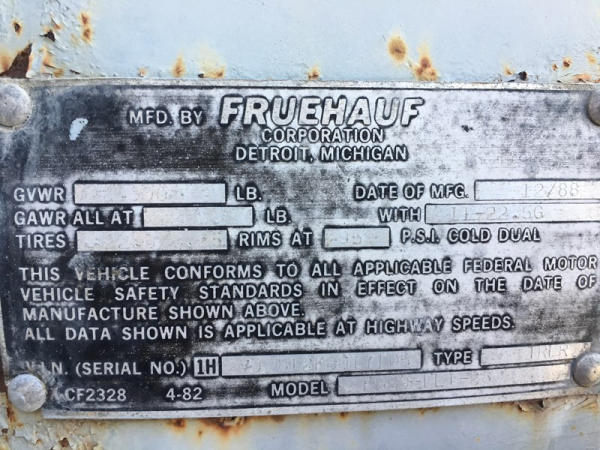 MFD. BY FRUEHAUF
CORPORATION
DETROIT, MICHIGAN
GVWR LB. DATE OF MFG. 12/88
GAWR ALL AT LB. WITH 11-22.5G
TIRES RIMS AT P.S.I. COLD DUAL
THIS VEHICLE CONFORMS TO ALL APPLICABLE FEDERAL MOTOR
VEHICLE SAFETY STANDARDS IN EFFECT ON THE DATE OF
MANUFACTURE SHOWN ABOVE.
ALL DATA SHOWN IS APPLICABLE AT HIGHWAY SPEEDS.
V.I.N. (SERIAL NO.) 1H TYPE
CF2328 4-82 MODEL